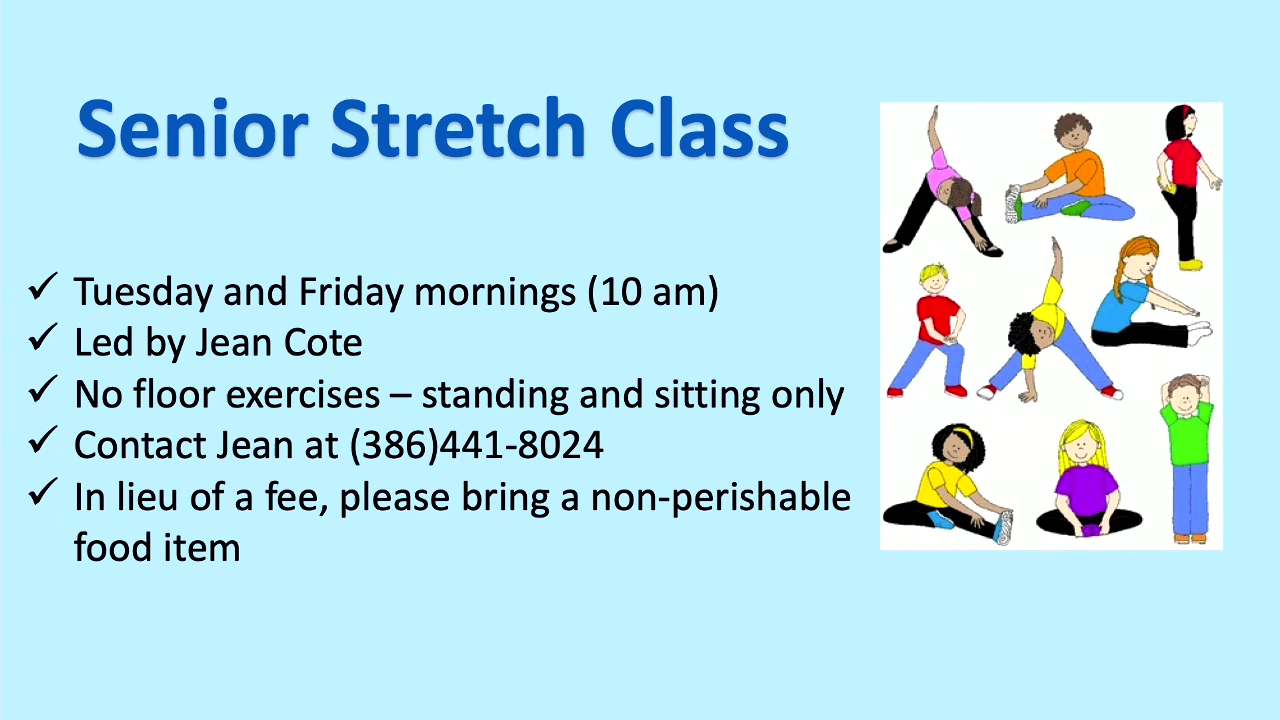 Senior Stretch Class
✓ Tuesday and Friday mornings (10 am)
✓ Led by Jean Cote
✓ No floor exercises – standing and sitting only
✓ Contact Jean at (386)441-8024
✓ In lieu of a fee, please bring a non-perishable
food item